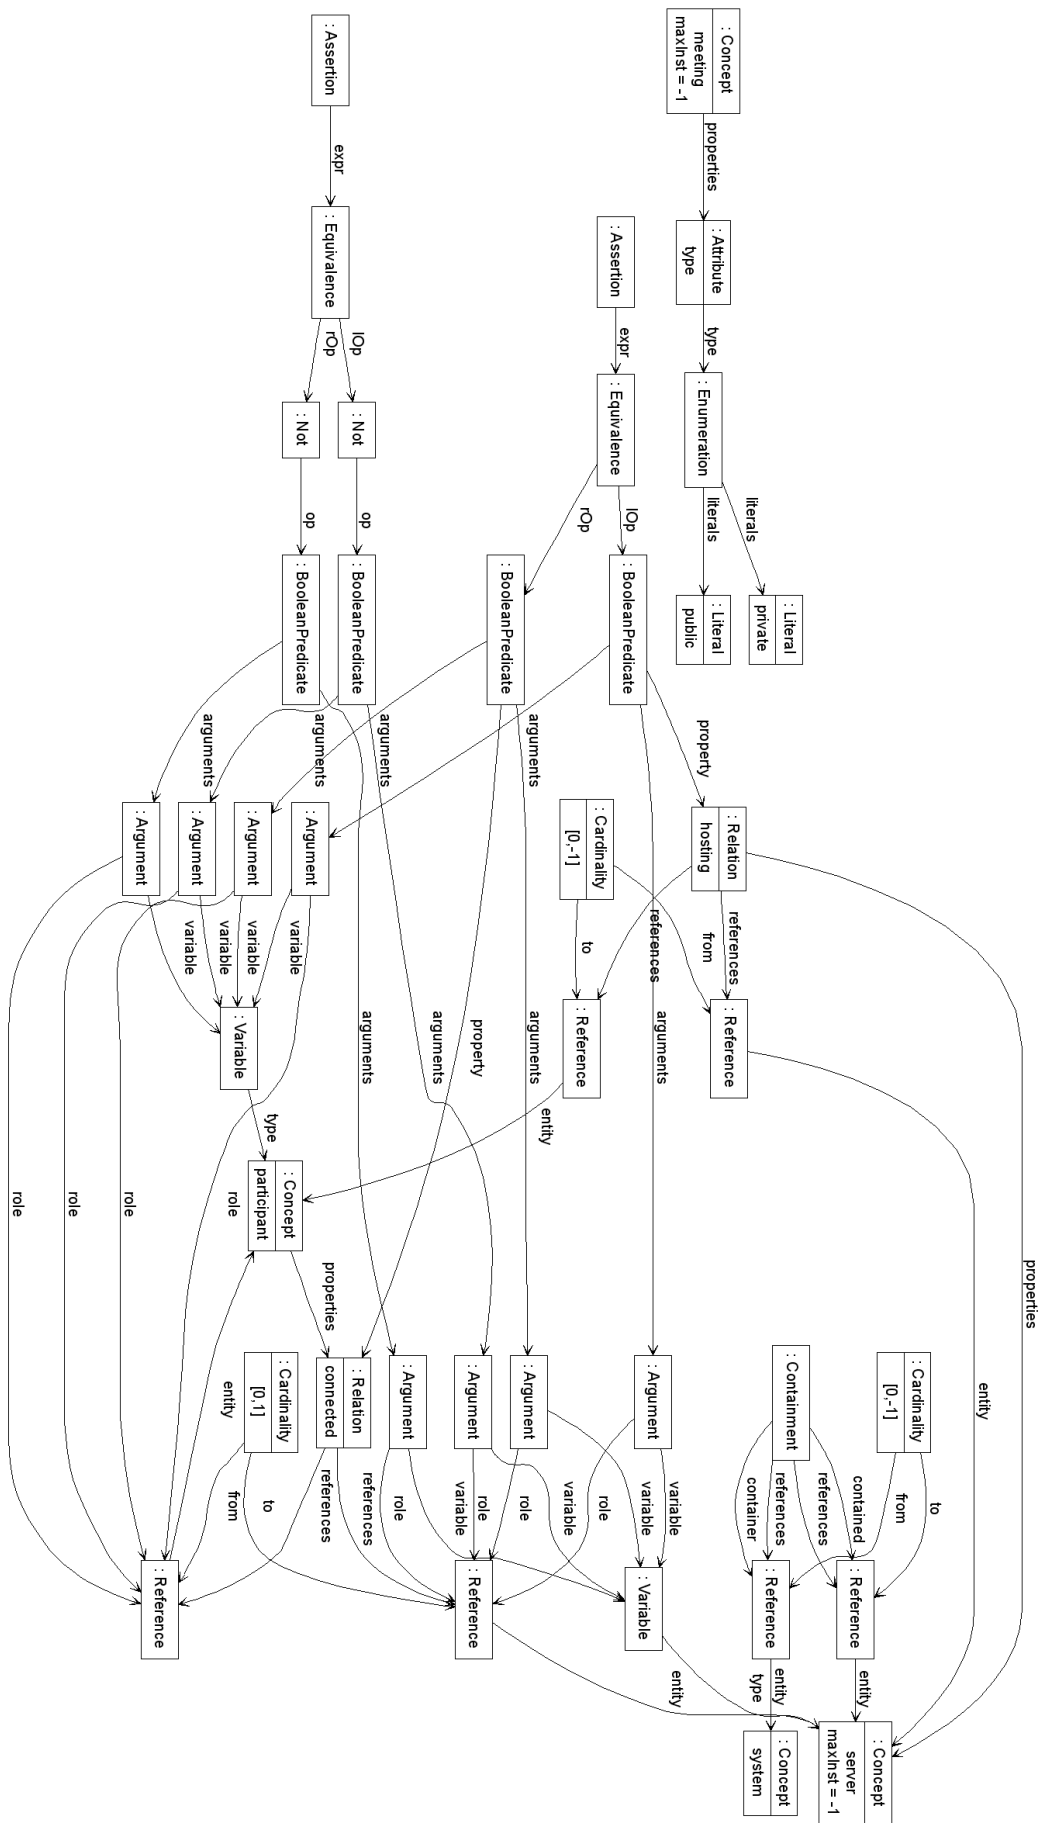 : Concept
meeting
maxInst = -1
properties
: Attribute
type
type
: Enumeration
literals
literals
: Literal
private
: Literal
public
: Assertion
expr
: Equivalence
lOp
rOp
: BooleanPredicate
: BooleanPredicate
: Assertion
expr
: Equivalence
lOp
rOp
: Not
: Not
op
op
: BooleanPredicate
: BooleanPredicate
property
arguments
arguments
arguments
arguments
: Relation
hosting
: Cardinality
[0,-1]
: Argument
: Argument
: Argument
: Argument
references
references
from
to
variable
variable
variable
variable
: Reference
: Reference
: Variable
arguments
arguments
property
arguments
arguments
entity
type
: Concept
participant
role
role
role
role
properties
entity
properties
: Cardinality
[0,-1]
: Containment
: Argument
: Argument
: Argument
: Argument
: Relation
connected
: Cardinality
[0,1]
entity
to
from
contained
references
references
container
variable
variable
role
variable
role
variable
role
references
references
to
from
: Reference
: Reference
: Variable
: Reference
: Reference
entity
entity
type
entity
: Concept
server
maxInst = -1
: Concept
system